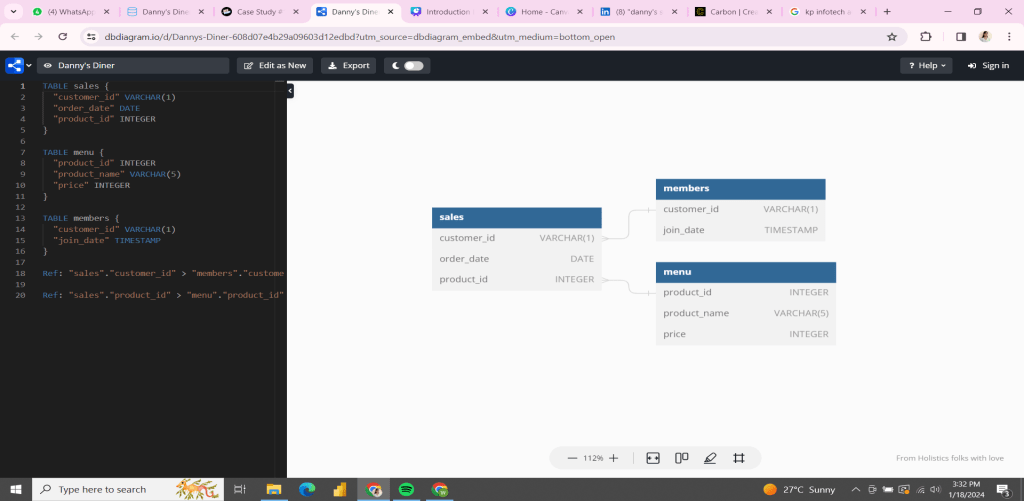 (4) WhatsApp
Danny's Dine
Case Study #
Danny's Diner
Introduction
Home - Canv
(8) "danny's
Carbon | Crea
kp infotech a
dbdiagram.io/d/Dannys-Diner-608d07e4b29a09603d12edbd?utm_source=dbdiagram_embed&utm_medium=bottom_open
Danny's Diner
Edit as New
Export
? Help
Sign in
1 TABLE sales {
2 "customer_id" VARCHAR(1)
3 "order_date" DATE
4 "product_id" INTEGER
5 }
6
7 TABLE menu {
8 "product_id" INTEGER
9 "product_name" VARCHAR(5)
10 "price" INTEGER
11 }
12
13 TABLE members {
14 "customer_id" VARCHAR(1)
15 "join_date" TIMESTAMP
16 }
17
18 Ref: "sales"."customer_id" > "members"."custome
19
20 Ref: "sales"."product_id" > "menu"."product_id"
sales
customer_id VARCHAR(1)
order_date DATE
product_id INTEGER
members
customer_id VARCHAR(1)
join_date TIMESTAMP
menu
product_id INTEGER
product_name VARCHAR(5)
price INTEGER
112%
From Holistics folks with love
Type here to search
27°C Sunny
3:32 PM
1/18/2024